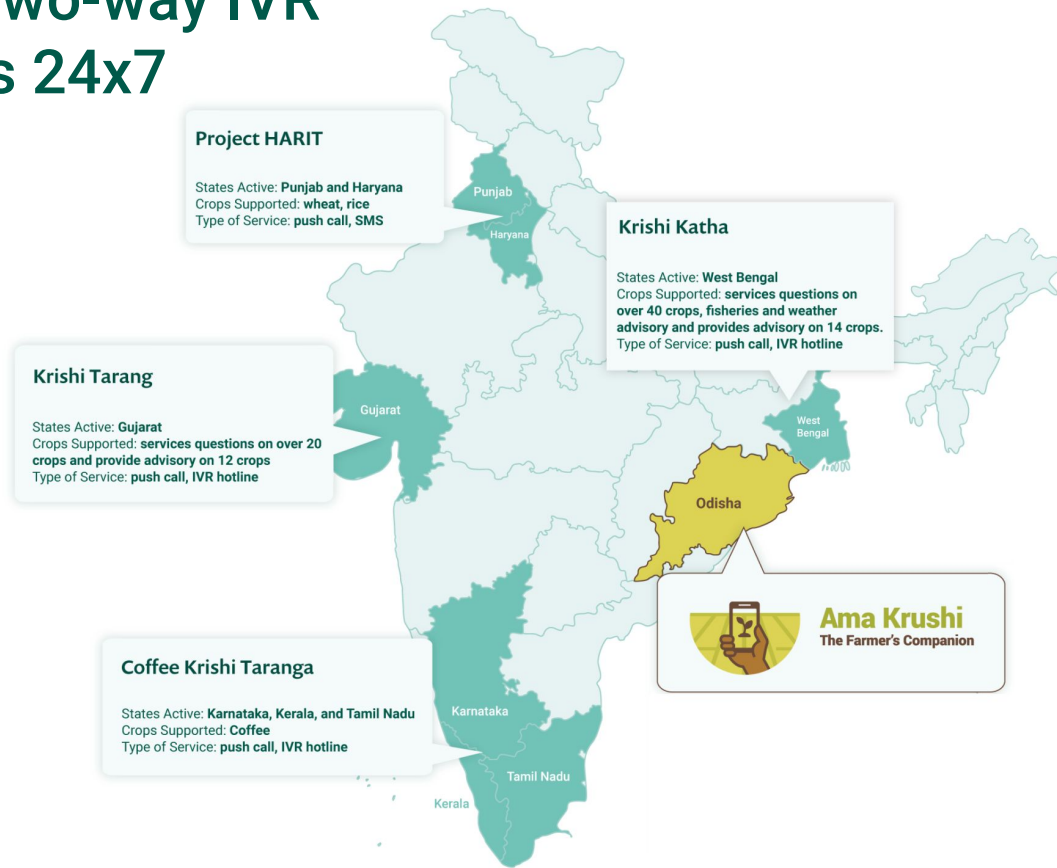 two-way IVR
s 24x7
Project HARIT
States Active: Punjab and Haryana
Crops Supported: wheat, rice
Type of Service: push call, SMS
Punjab
Haryana
Krishi Katha
States Active: West Bengal
Crops Supported: services questions on
over 40 crops, fisheries and weather
advisory and provides advisory on 14 crops.
Type of Service: push call, IVR hotline
Krishi Tarang
States Active: Gujarat
Crops Supported: services questions on over 20
crops and provide advisory on 12 crops
Type of Service: push call, IVR hotline
Gujarat
West
Bengal
Odisha
Ama Krushi
The Farmer's Companion
Coffee Krishi Taranga
States Active: Karnataka, Kerala, and Tamil Nadu
Crops Supported: Coffee
Type of Service: push call, IVR hotline
Karnataka
Tamil Nadu
Kerala